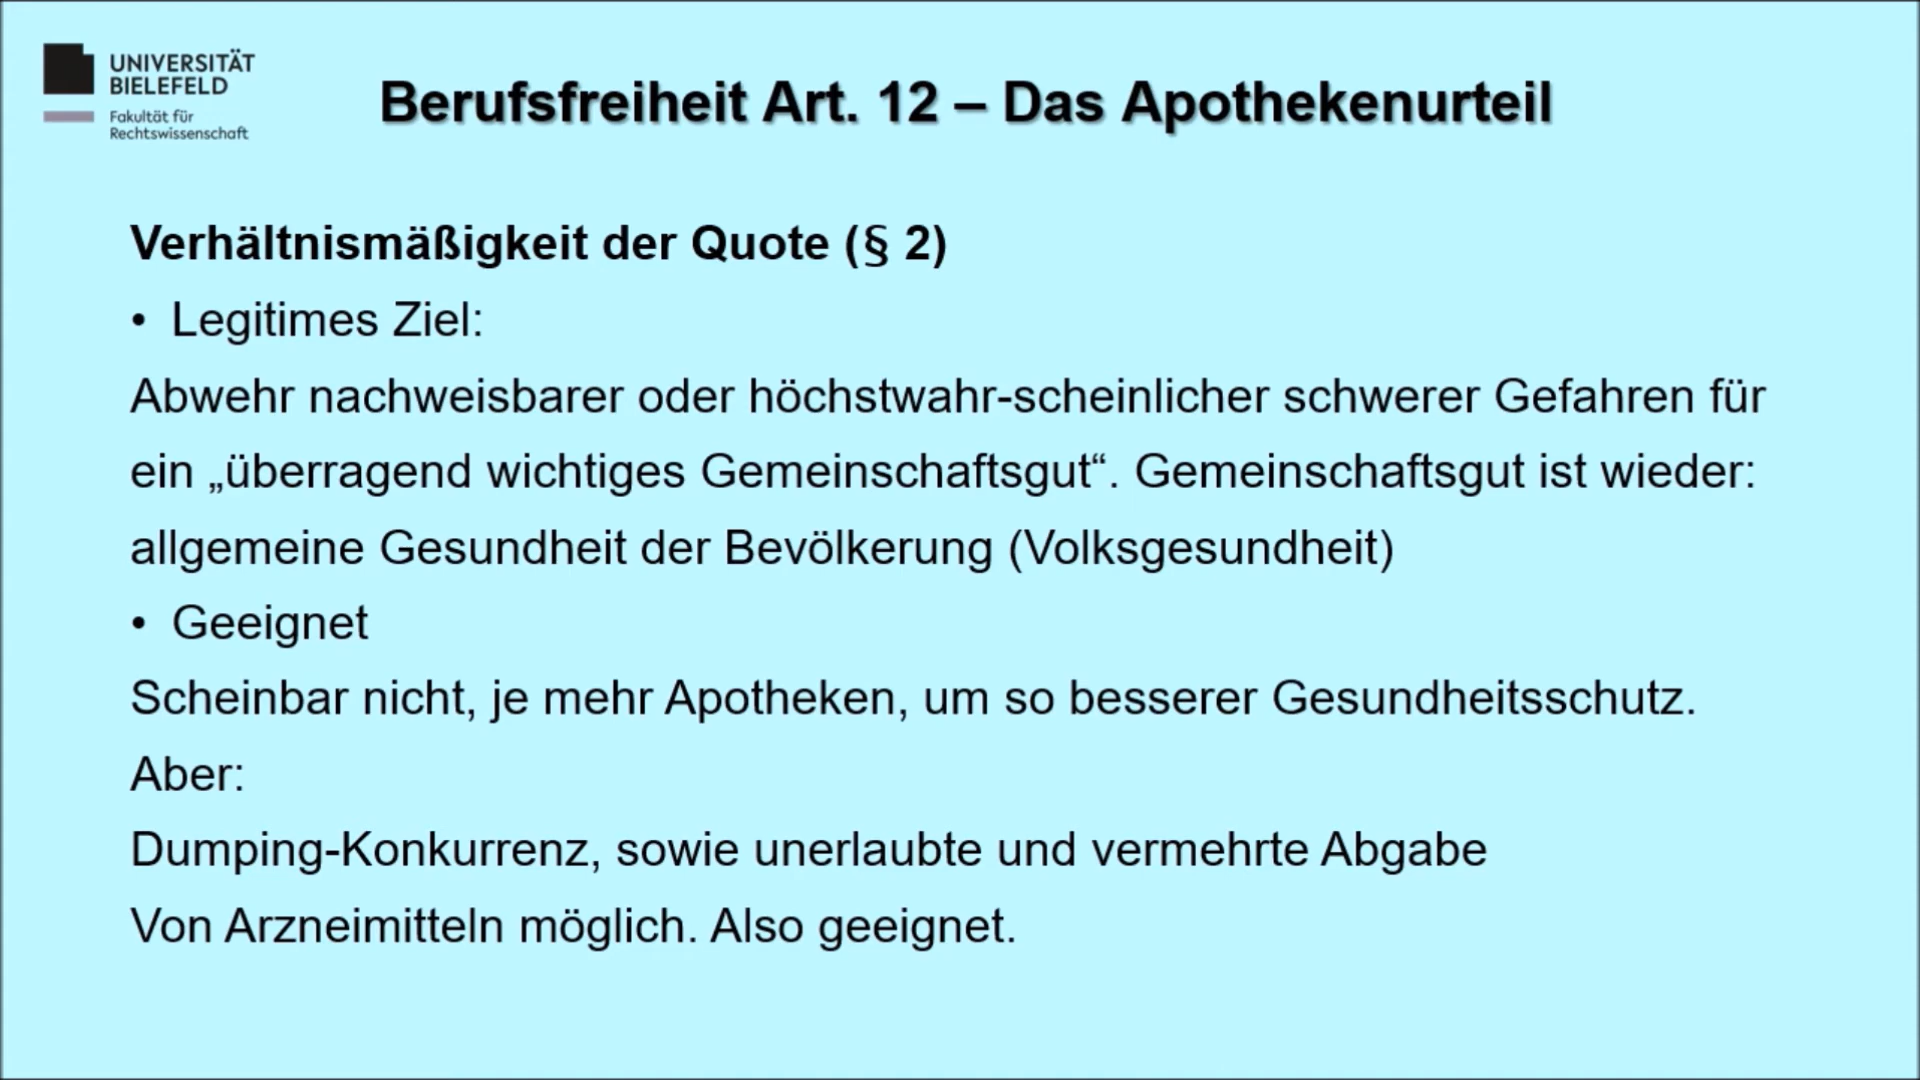 UNIVERSITÄT
BIELEFELD
Fakultät für
Rechtswissenschaft
Berufsfreiheit Art. 12 – Das Apothekenurteil
Verhältnismäßigkeit der Quote (§ 2)
• Legitimes Ziel:
Abwehr nachweisbarer oder höchstwahr-scheinlicher schwerer Gefahren für
ein „überragend wichtiges Gemeinschaftsgut“. Gemeinschaftsgut ist wieder:
allgemeine Gesundheit der Bevölkerung (Volksgesundheit)
• Geeignet
Scheinbar nicht, je mehr Apotheken, um so besserer Gesundheitsschutz.
Aber:
Dumping-Konkurrenz, sowie unerlaubte und vermehrte Abgabe
Von Arzneimitteln möglich. Also geeignet.